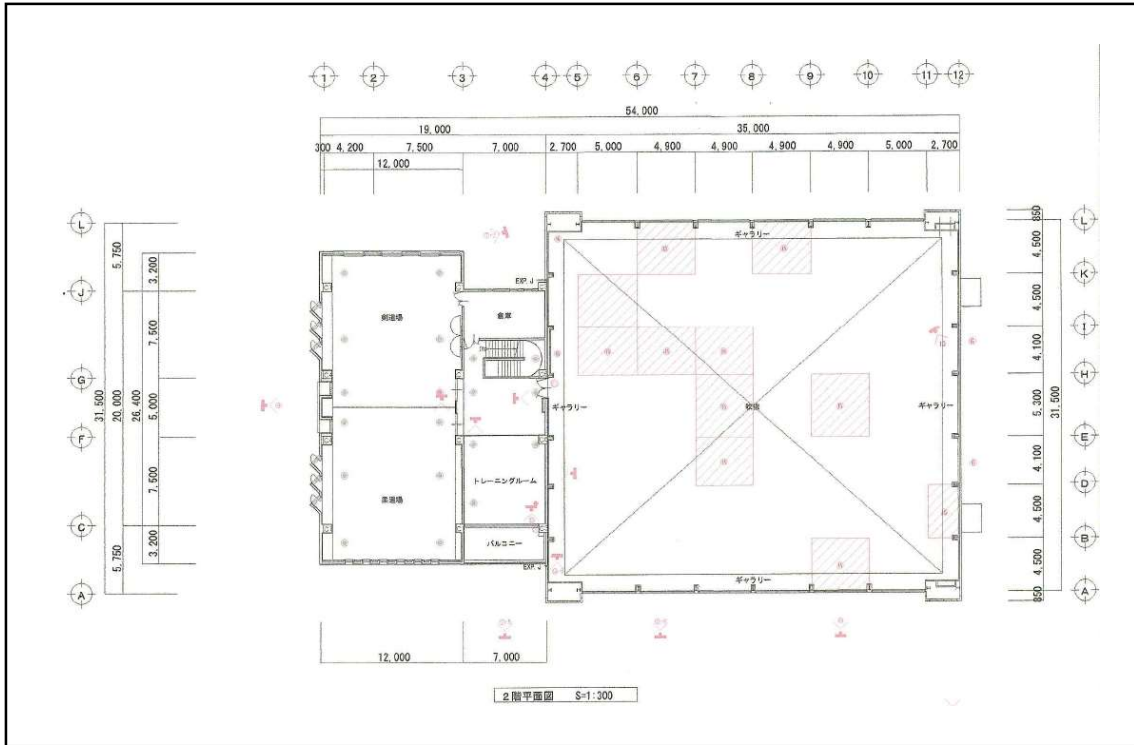 1 2 3 4 5 6 7 8 9 10 11 12
54,000
19,000 35,000
300 4,200 7,500 7,000 2,700 5,000 4,900 4,900 4,900 4,900 5,000 2,700
12,000
L L
850
ギャラリー
5,750
4,500
3,200
K
EXP.J
J
剣道場
倉庫
4,500
I
7,500
4,100
G
H
31,500 20,000 26,400 5,000
ギャラリー
吹抜
ギャラリー
5,300
31,500
F
E
4,100
トレーニングルーム
D
7,500
柔道場
4,500
C
バルコニー
B
3,200
5,750
EXP.J
ギャラリー
4,500
A A
850
12,000 7,000
2階平面図 S=1:300